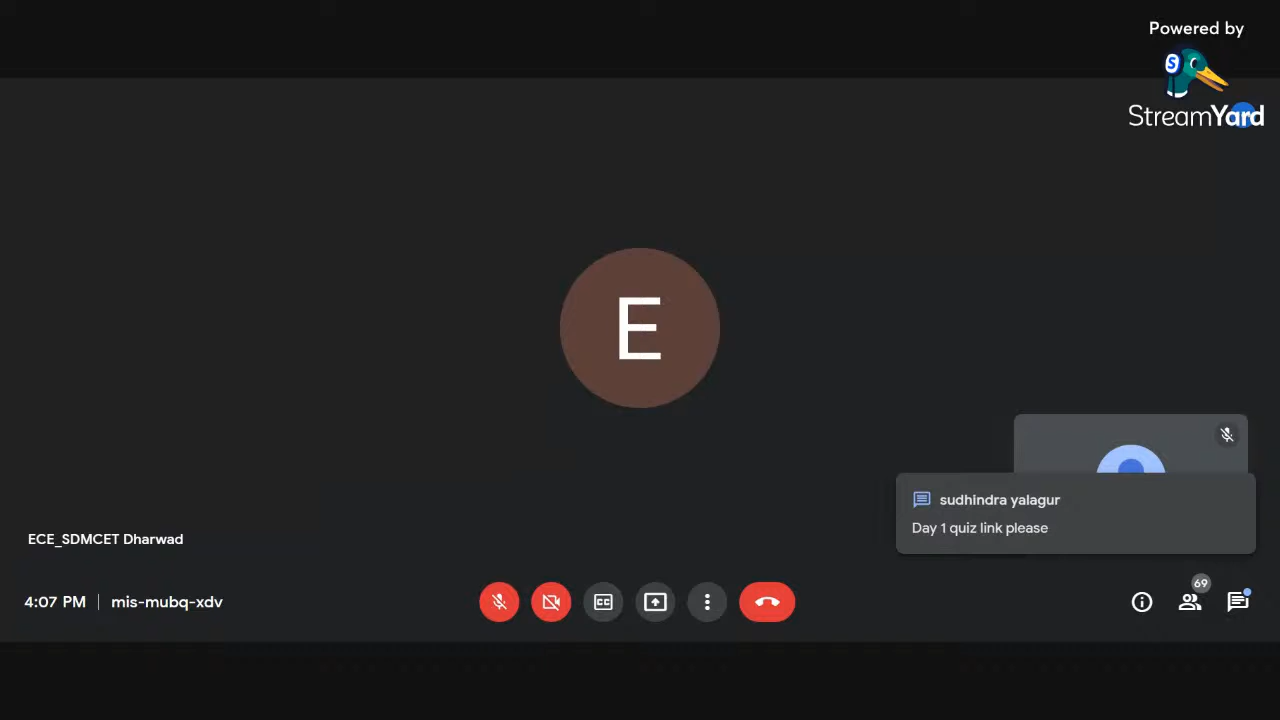 Powered by
S
StreamYard
E
sudhindra yalagur
Day 1 quiz link please
ECE_SDMCET Dharwad
4:07 PM | mis-mubq-xdv
CC
69